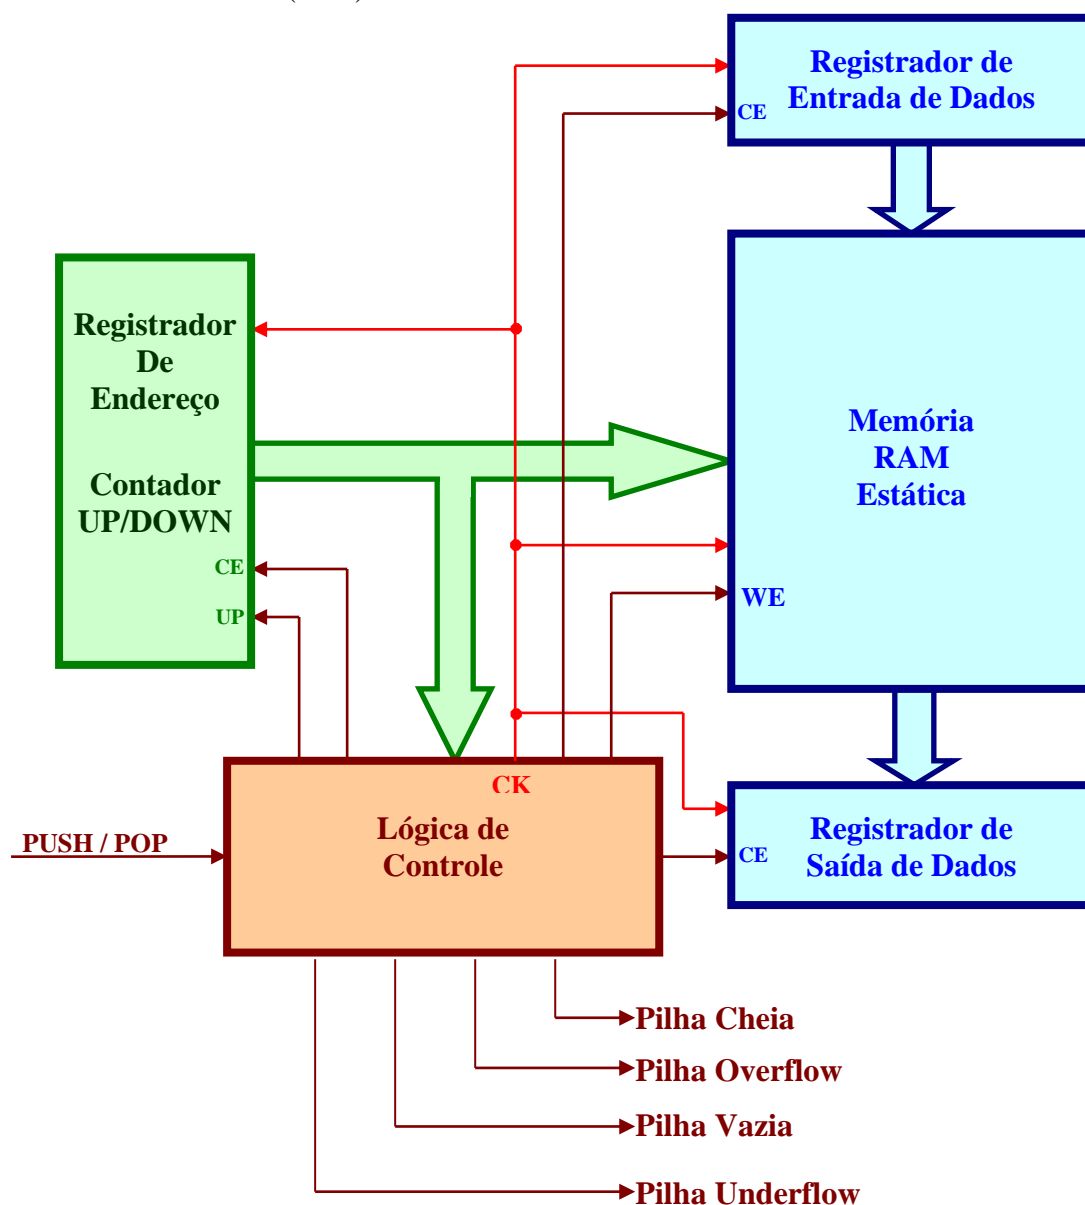 Registrador de
Entrada de Dados
CE
Registrador
De
Endereço
Contador
UP/DOWN
CE
UP
Memória
RAM
Estática
WE
CK
Lógica de
Controle
PUSH / POP
Registrador de
Saída de Dados
CE
Pilha Cheia
Pilha Overflow
Pilha Vazia
Pilha Underflow